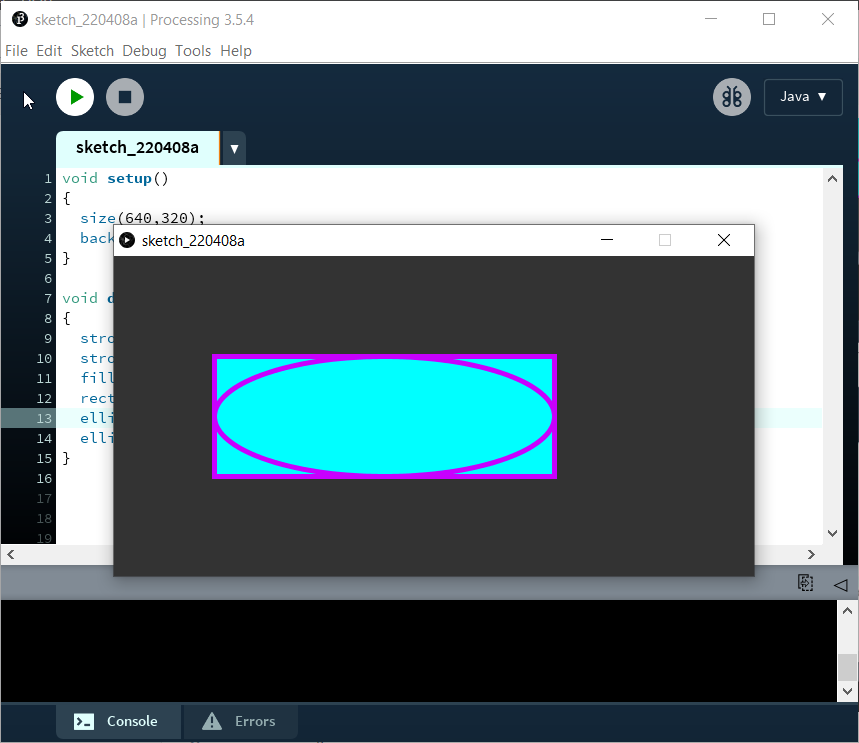 sketch_220408a | Processing 3.5.4
File Edit Sketch Debug Tools Help
Java ▼
sketch_220408a ▼
1 void setup()
2 {
3 size(640,320);
4 back
5 }
6
7 void d
8 {
9 stro
10 stro
11 fill
12 rect
13 elli
14 elli
15 }
16
17
18
19
sketch_220408a
Console
Errors